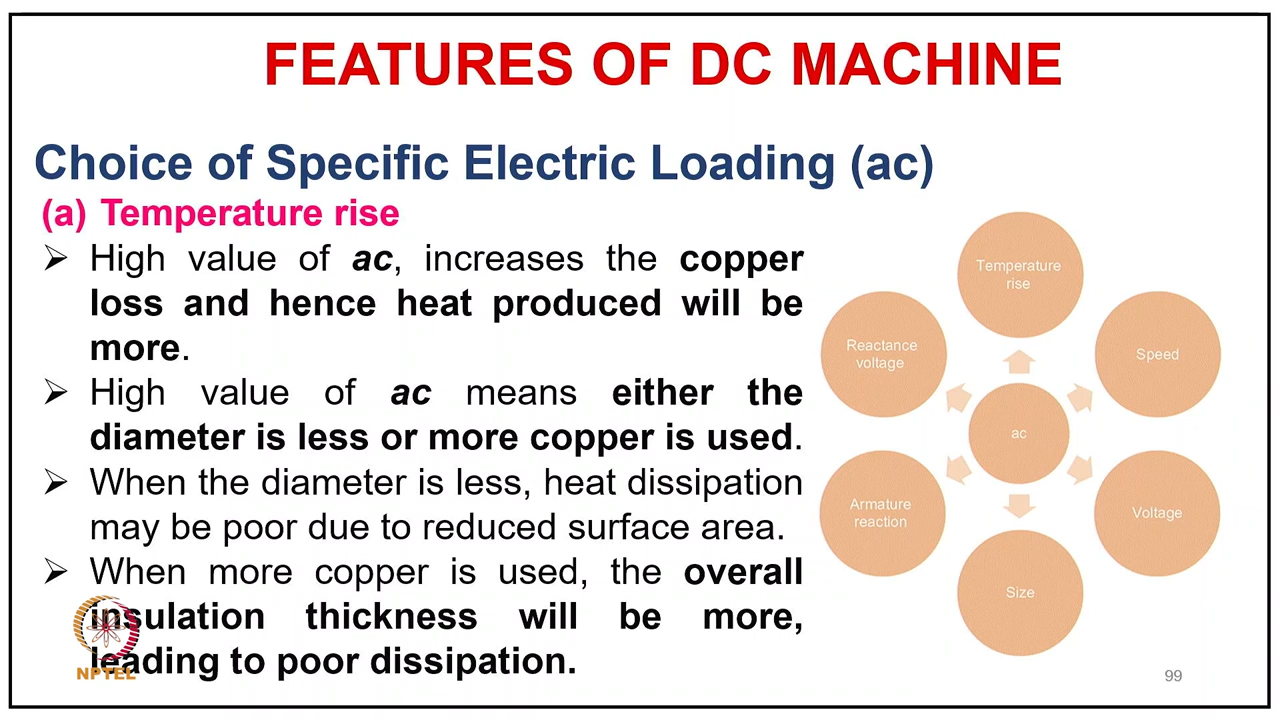 FEATURES OF DC MACHINE
Choice of Specific Electric Loading (ac)
(a) Temperature rise
➢ High value of ac, increases the copper
loss and hence heat produced will be
more.
➢ High value of ac means either the
diameter is less or more copper is used.
➢ When the diameter is less, heat dissipation
may be poor due to reduced surface area.
➢ When more copper is used, the overall
insulation thickness will be more,
leading to poor dissipation.
Temperature
rise
Speed
Voltage
Size
Armature
reaction
Reactance
voltage
ac
NPTEL
99